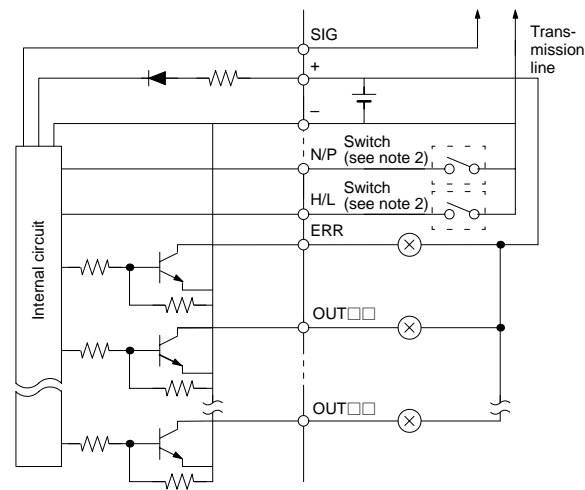 SIG
Trans-
mission
line
+
–
N/P
Switch
(see note 2)
H/L
Switch
(see note 2)
ERR
Internal circuit
OUT□□
OUT□□